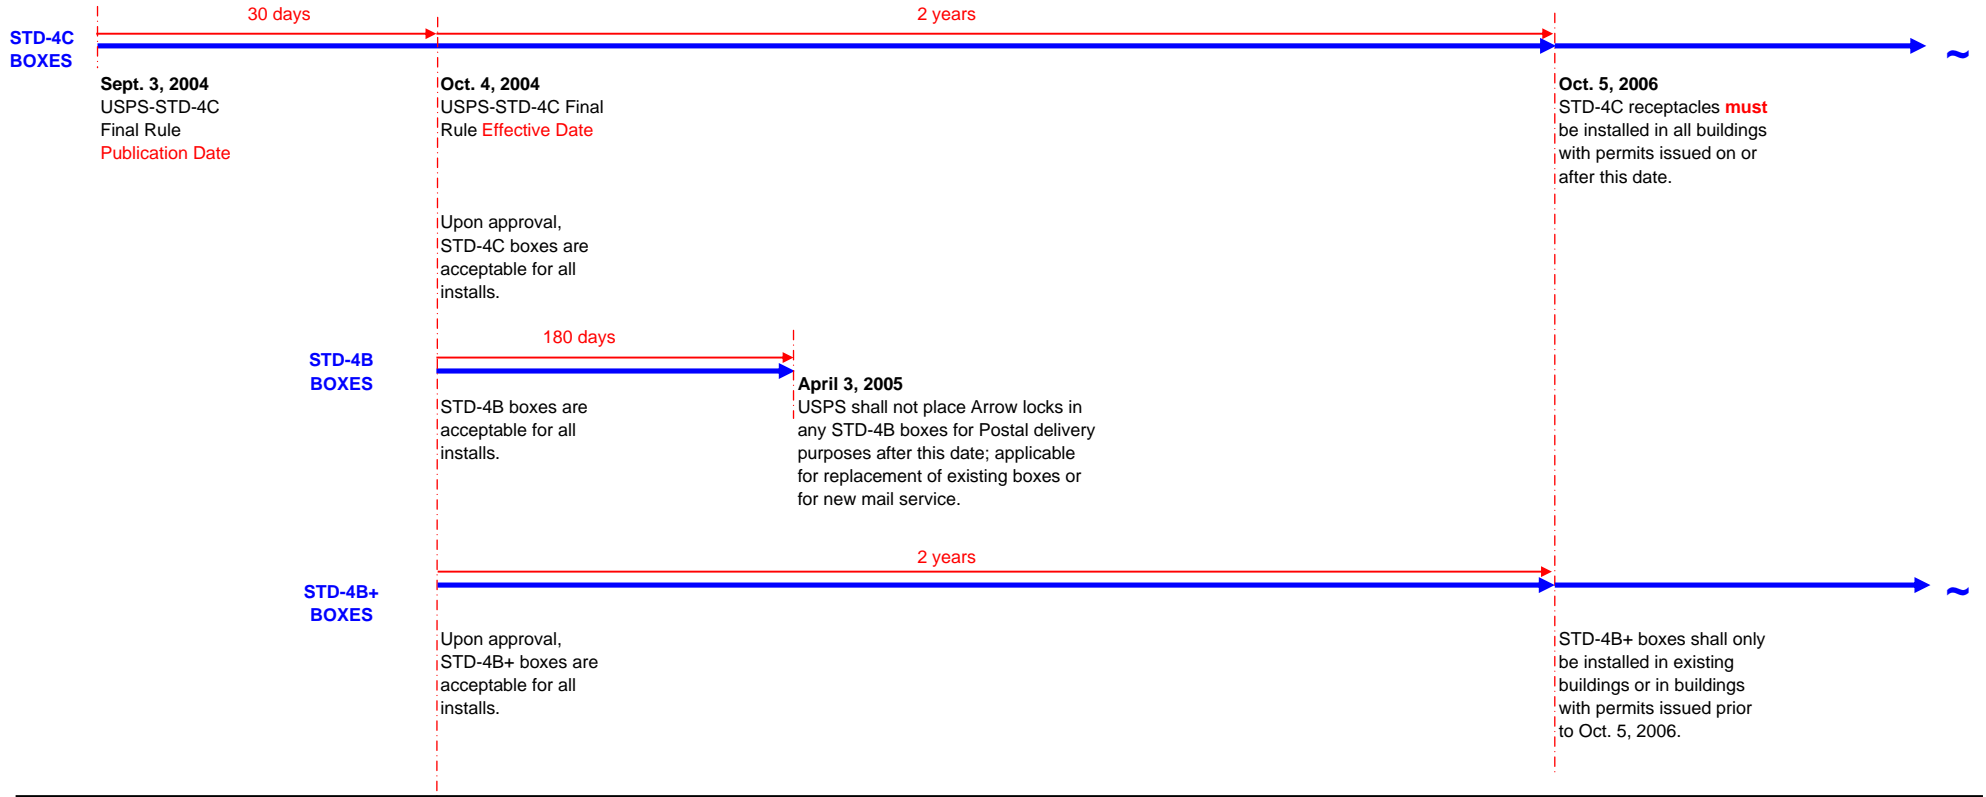 30 days
2 years
STD-4C
BOXES
~
Sept. 3, 2004
USPS-STD-4C
Final Rule
Publication Date
Oct. 4, 2004
USPS-STD-4C Final
Rule Effective Date
Oct. 5, 2006
STD-4C receptacles must
be installed in all buildings
with permits issued on or
after this date.
Upon approval,
STD-4C boxes are
acceptable for all
installs.
180 days
STD-4B
BOXES
STD-4B boxes are
acceptable for all
installs.
April 3, 2005
USPS shall not place Arrow locks in
any STD-4B boxes for Postal delivery
purposes after this date; applicable
for replacement of existing boxes or
for new mail service.
2 years
STD-4B+
BOXES
~
Upon approval,
STD-4B+ boxes are
acceptable for all
installs.
STD-4B+ boxes shall only
be installed in existing
buildings or in buildings
with permits issued prior
to Oct. 5, 2006.